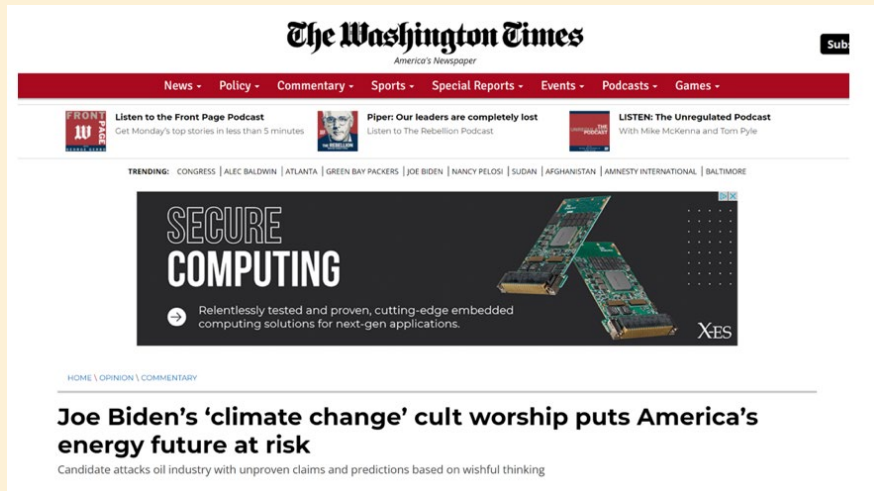 The Washington Times
America's Newspaper
Sub
News Policy Commentary Sports Special Reports Events Podcasts Games
FRONT PAGE
Listen to the Front Page Podcast
Get Monday's top stories in less than 5 minutes
Piper: Our leaders are completely lost
Listen to The Rebellion Podcast
LISTEN: The Unregulated Podcast
With Mike McKenna and Tom Pyle
TRENDING: CONGRESS | ALEC BALDWIN | ATLANTA | GREEN BAY PACKERS | JOE BIDEN | NANCY PELOSI | SUDAN | AFGHANISTAN | AMNESTY INTERNATIONAL | BALTIMORE
SECURE
COMPUTING
Relentlessly tested and proven, cutting-edge embedded
computing solutions for next-gen applications.
X-ES
HOME \ OPINION \ COMMENTARY
Joe Biden's 'climate change' cult worship puts America's
energy future at risk
Candidate attacks oil industry with unproven claims and predictions based on wishful thinking